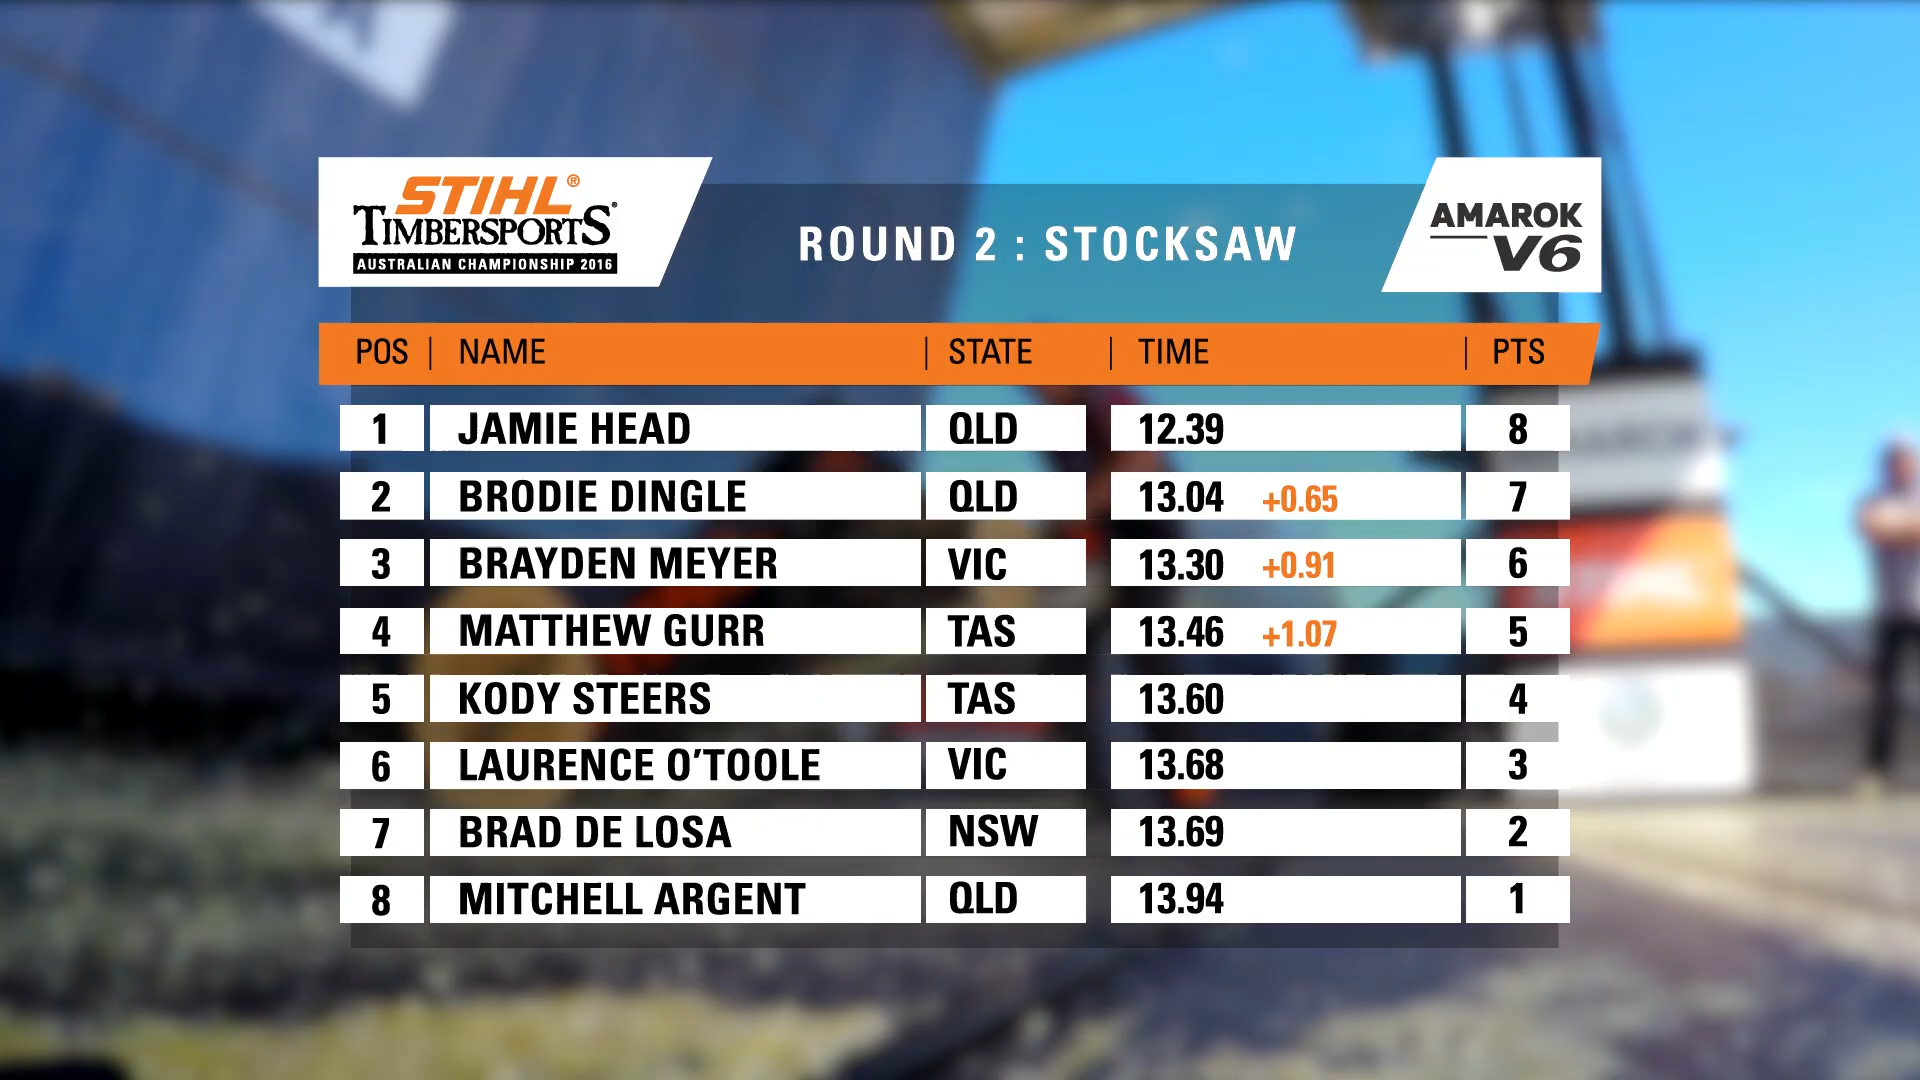 STIHL®
TIMBERSPORTS®
AUSTRALIAN CHAMPIONSHIP 2016
ROUND 2 : STOCKSAW
AMAROK
V6
POS | NAME | STATE | TIME | PTS
1 JAMIE HEAD QLD 12.39 8
2 BRODIE DINGLE QLD 13.04 +0.65 7
3 BRAYDEN MEYER VIC 13.30 +0.91 6
4 MATTHEW GURR TAS 13.46 +1.07 5
5 KODY STEERS TAS 13.60 4
6 LAURENCE O’TOOLE VIC 13.68 3
7 BRAD DE LOSA NSW 13.69 2
8 MITCHELL ARGENT QLD 13.94 1